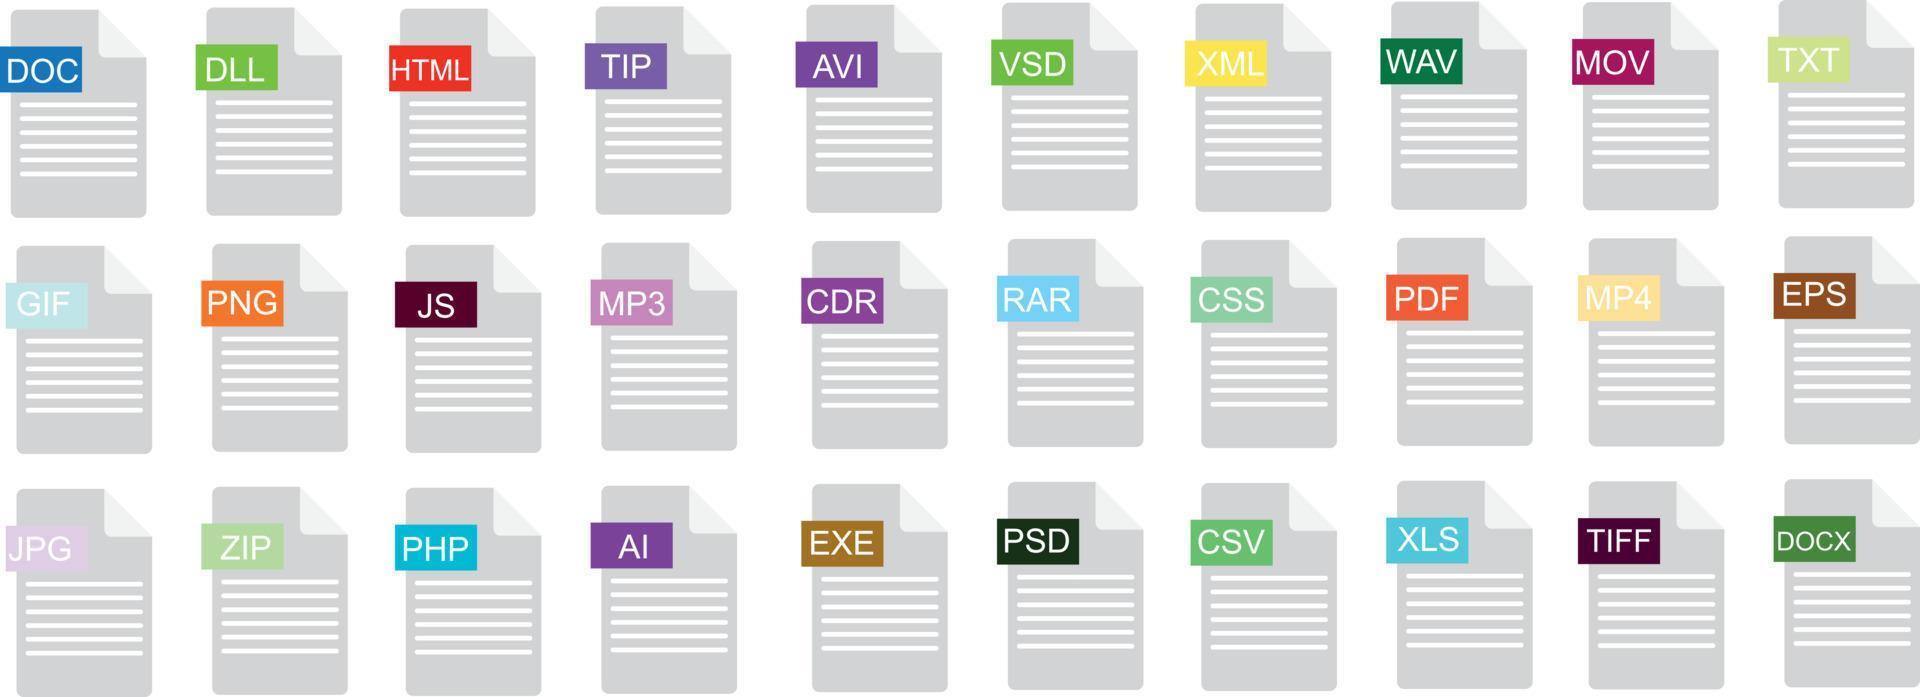 DOC DLL HTML TIP AVI VSD XML WAV MOV TXT
GIF PNG JS MP3 CDR RAR CSS PDF MP4 EPS
JPG ZIP PHP AI EXE PSD CSV XLS TIFF DOCX